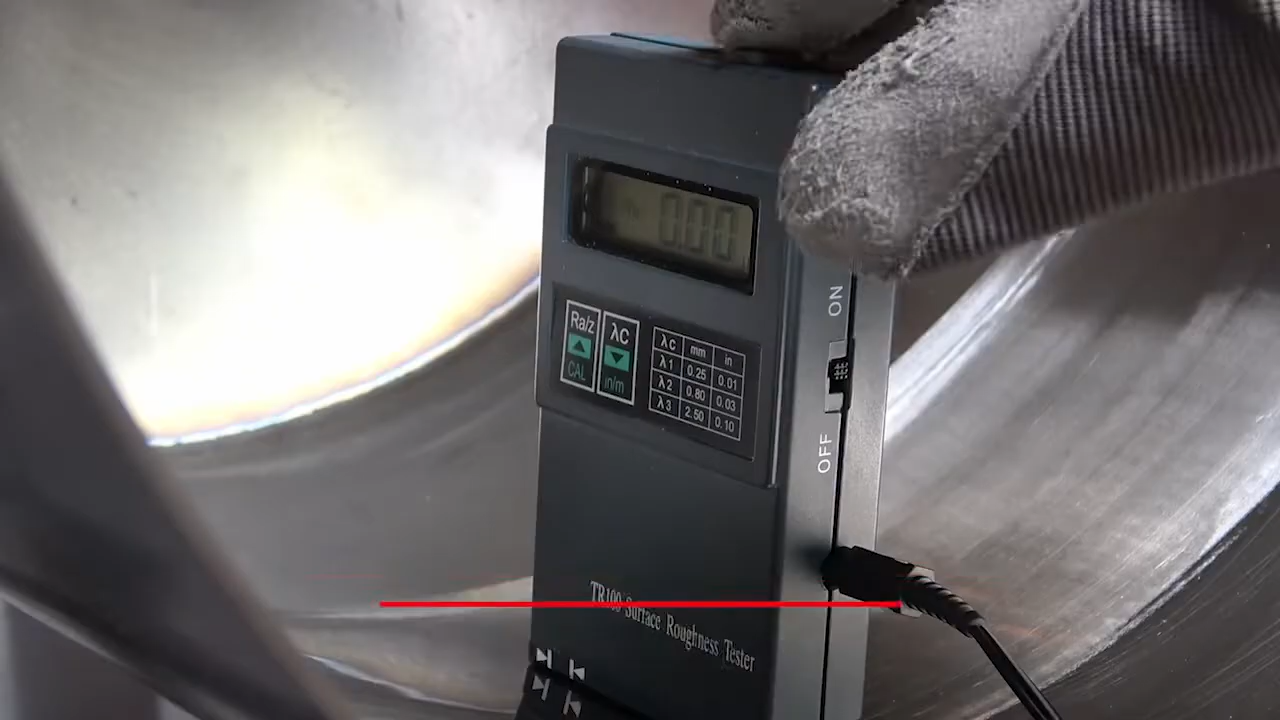 0.00
ON
Ra/z λC
CAL in/m
λc mm in
λ1 0.25 0.01
λ2 0.80 0.03
λ3 2.50 0.10
OFF
TR100 Surface Roughness Tester